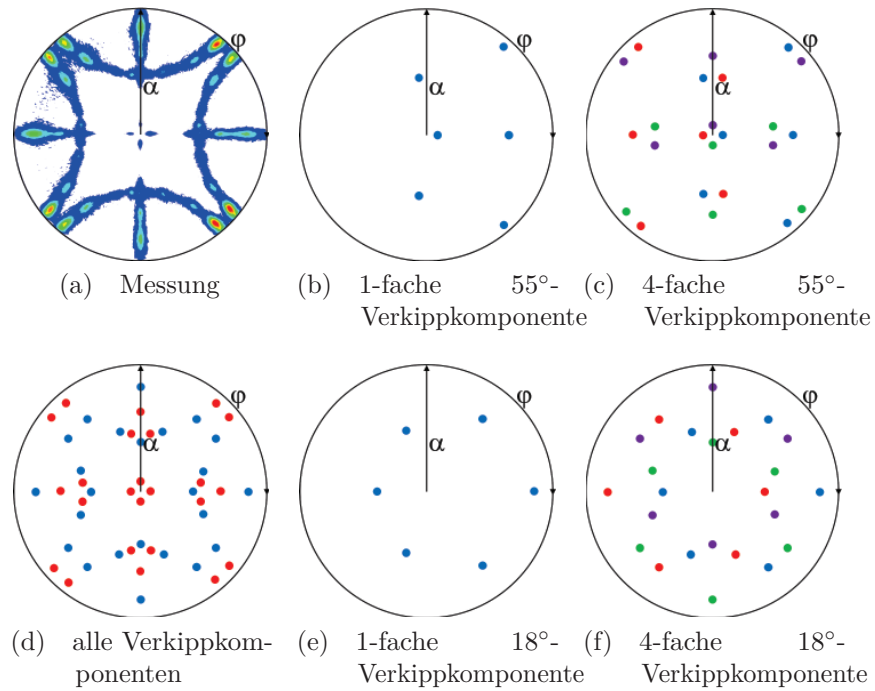 φ
α
φ
α
φ
α
(a) Messung
(b) 1-fache 55°-
Verkippkomponente
(c) 4-fache 55°-
Verkippkomponente
φ
α
φ
α
φ
α
(d) alle Verkippkom-
ponenten
(e) 1-fache 18°-
Verkippkomponente
(f) 4-fache 18°-
Verkippkomponente